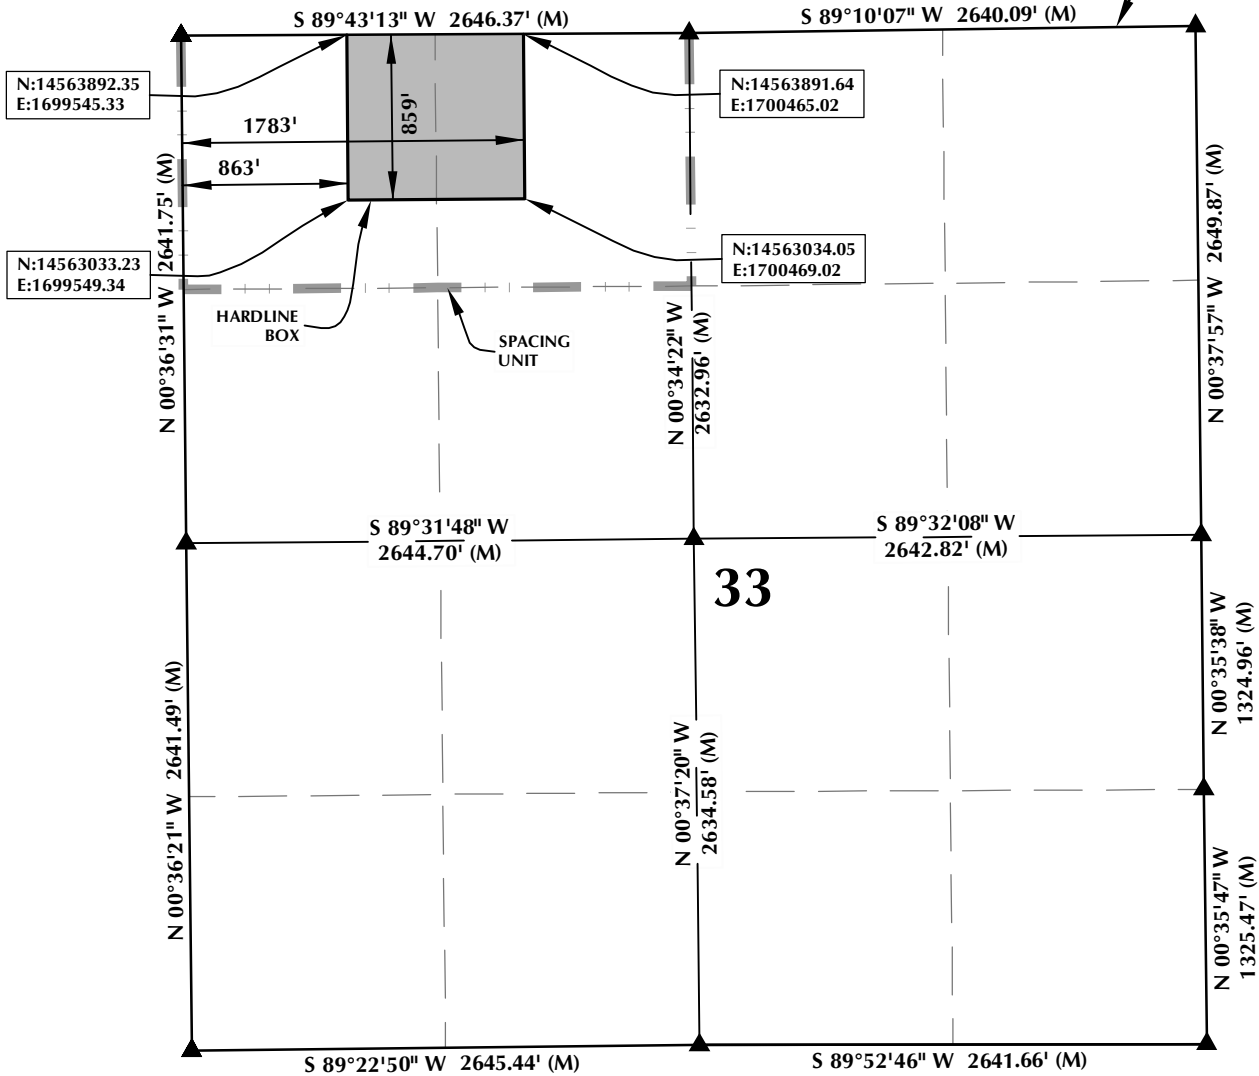 S 89°43'13" W 2646.37' (M)
S 89°10'07" W 2640.09' (M)
N:14563892.35
E:1699545.33
N:14563891.64
E:1700465.02
1783'
859'
863'
N 00°36'31" W 2641.75' (M)
N 00°37'57" W 2649.87' (M)
N:14563033.23
E:1699549.34
N:14563034.05
E:1700469.02
HARDLINE
BOX
SPACING
UNIT
N 00°34'22" W
2632.96' (M)
S 89°31'48" W
2644.70' (M)
S 89°32'08" W
2642.82' (M)
33
N 00°35'38" W
1324.96' (M)
N 00°36'21" W 2641.49' (M)
N 00°37'20" W
2634.58' (M)
N 00°35'47" W
1325.47' (M)
S 89°22'50" W 2645.44' (M)
S 89°52'46" W 2641.66' (M)